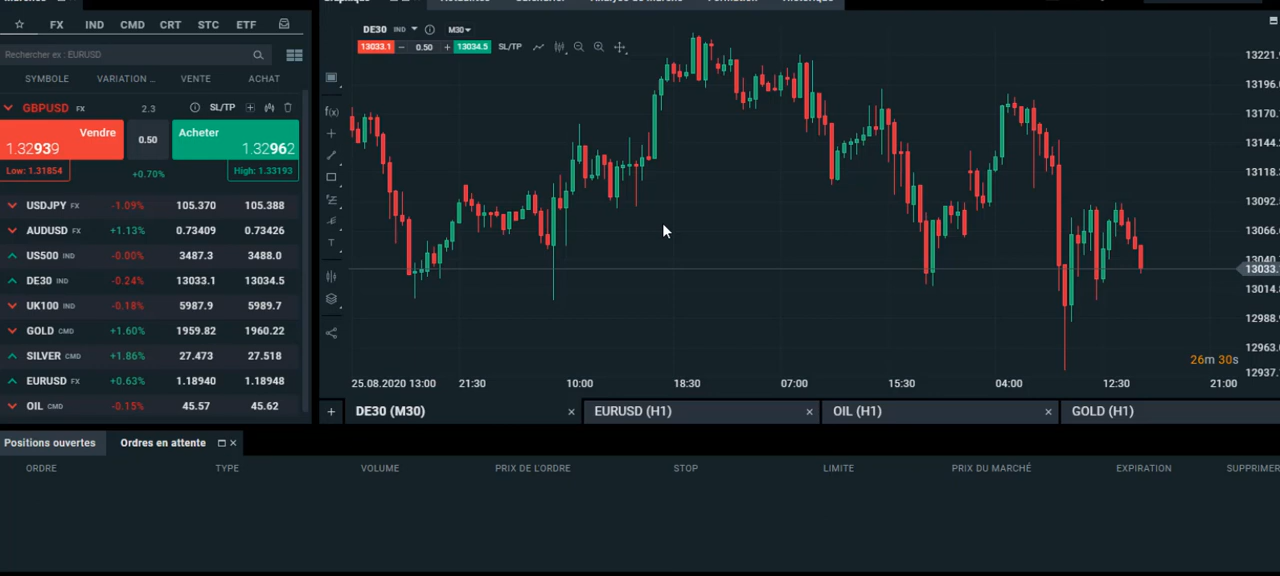 FX IND CMD CRT STC ETF
Rechercher ex : EURUSD
SYMBOLE VARIATION ... VENTE ACHAT
GBPUSD FX 2.3 SL/TP
Vendre 1.32939
0.50
Acheter 1.32962
Low: 1.31854 +0.70% High: 1.33193
USDJPY FX -1.09% 105.370 105.388
AUDUSD FX +1.13% 0.73409 0.73426
US500 IND -0.00% 3487.3 3488.0
DE30 IND -0.24% 13033.1 13034.5
UK100 IND -0.18% 5987.9 5989.7
GOLD CMD +1.60% 1959.82 1960.22
SILVER CMD +1.86% 27.473 27.518
EURUSD FX +0.63% 1.18940 1.18948
OIL CMD -0.15% 45.57 45.62
DE30 IND M30
13033.1 0.50 13034.5 SL/TP
f(x)
T
13221.9
13196.
13170.
13144.
13118.
13092.
13066.
13040.
13033.
13014.
12988.
12963.
12937.
26m 30s
25.08.2020 13:00 21:30 10:00 18:30 07:00 15:30 04:00 12:30 21:00
DE30 (M30) EURUSD (H1) OIL (H1) GOLD (H1)
Positions ouvertes Ordres en attente
ORDRE TYPE VOLUME PRIX DE L'ORDRE STOP LIMITE PRIX DU MARCHÉ EXPIRATION SUPPRIMER